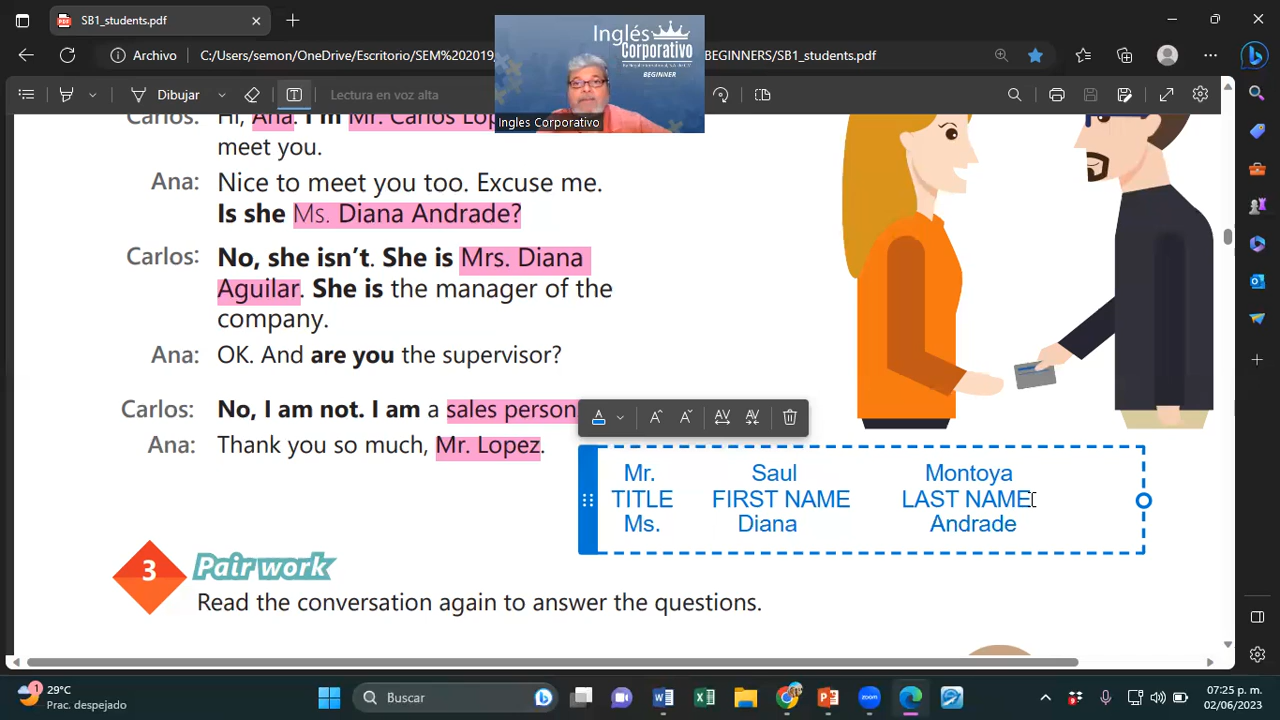 SB1_students.pdf
Archivo
C:/Users/semon/OneDrive/Escritorio/SEM%202019/
BEGINNERS/SB1_students.pdf
Dibujar
Lectura en voz alta
Inglés
Corporativo
BEGINNER
Ingles Corporativo
Carlos: Hi, Ana. I'm Mr. Carlos
meet you.
Ana: Nice to meet you too. Excuse me.
Is she Ms. Diana Andrade?
Carlos: No, she isn't. She is Mrs. Diana
Aguilar. She is the manager of the
company.
Ana: OK. And are you the supervisor?
Carlos: No, I am not. I am a sales person
Ana: Thank you so much, Mr. Lopez.
Mr. Saul Montoya
TITLE FIRST NAME LAST NAME
Ms. Diana Andrade
3 Pair work
Read the conversation again to answer the questions.
1
29°C
Prac. despejado
Buscar
9
07:25 p. m.
02/06/2023